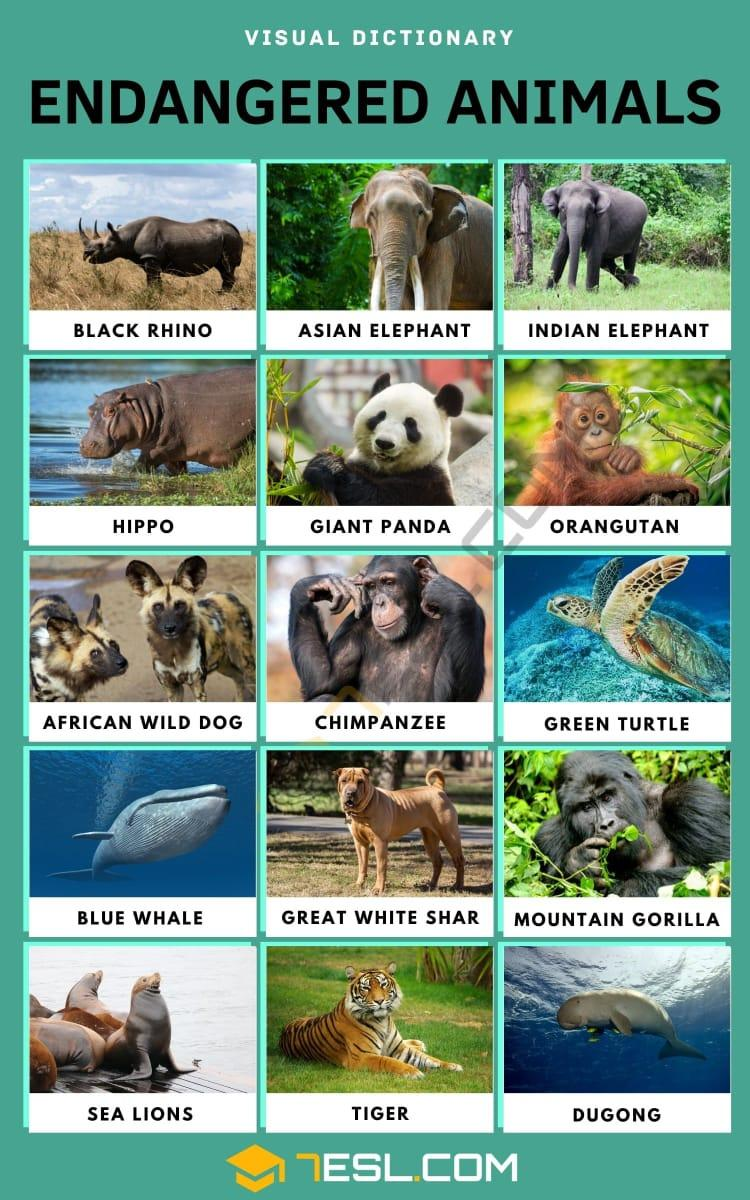 VISUAL DICTIONARY
ENDANGERED ANIMALS
BLACK RHINO
ASIAN ELEPHANT
INDIAN ELEPHANT
HIPPO
GIANT PANDA
ORANGUTAN
AFRICAN WILD DOG
CHIMPANZEE
GREEN TURTLE
BLUE WHALE
GREAT WHITE SHAR
MOUNTAIN GORILLA
SEA LIONS
TIGER
DUGONG
7ESL.COM